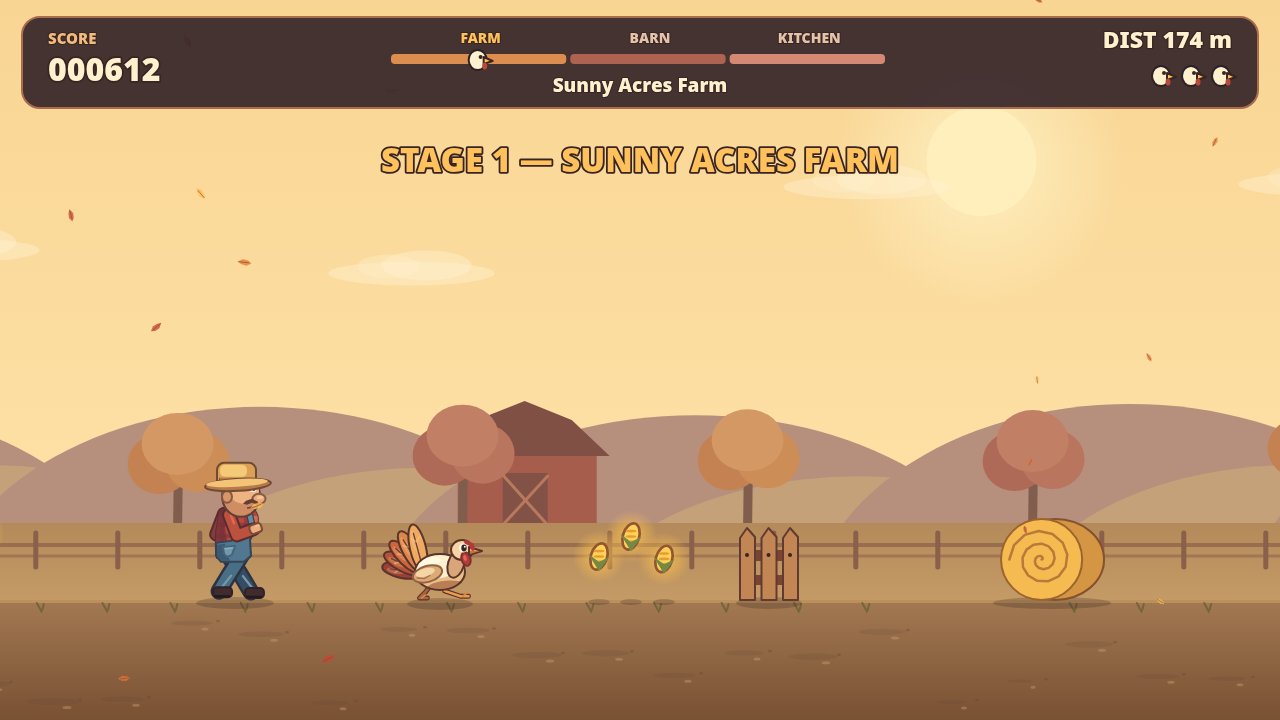 SCORE
000612
FARM
BARN
KITCHEN
Sunny Acres Farm
DIST 174 m
STAGE 1 — SUNNY ACRES FARM